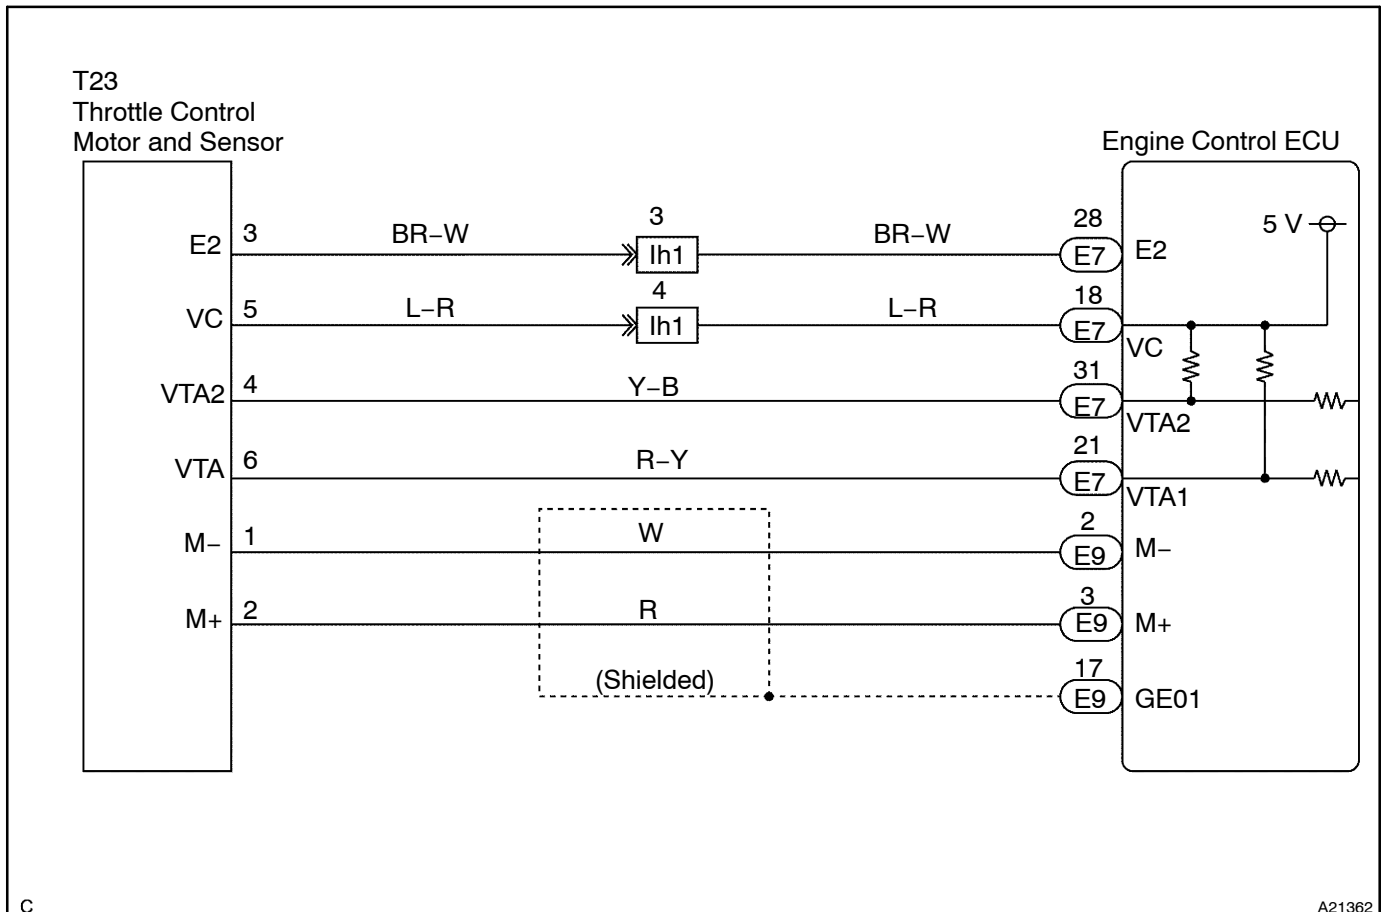 T23
Throttle Control
Motor and Sensor
Engine Control ECU
E2 3 BR−W 3 Ih1 BR−W 28 E7 E2 5 V
VC 5 L−R 4 Ih1 L−R 18 E7 VC
VTA2 4 Y−B 31 E7 VTA2
VTA 6 R−Y 21 E7 VTA1
M− 1 W 2 E9 M−
M+ 2 R 3 E9 M+
(Shielded) 17 E9 GE01
C A21362